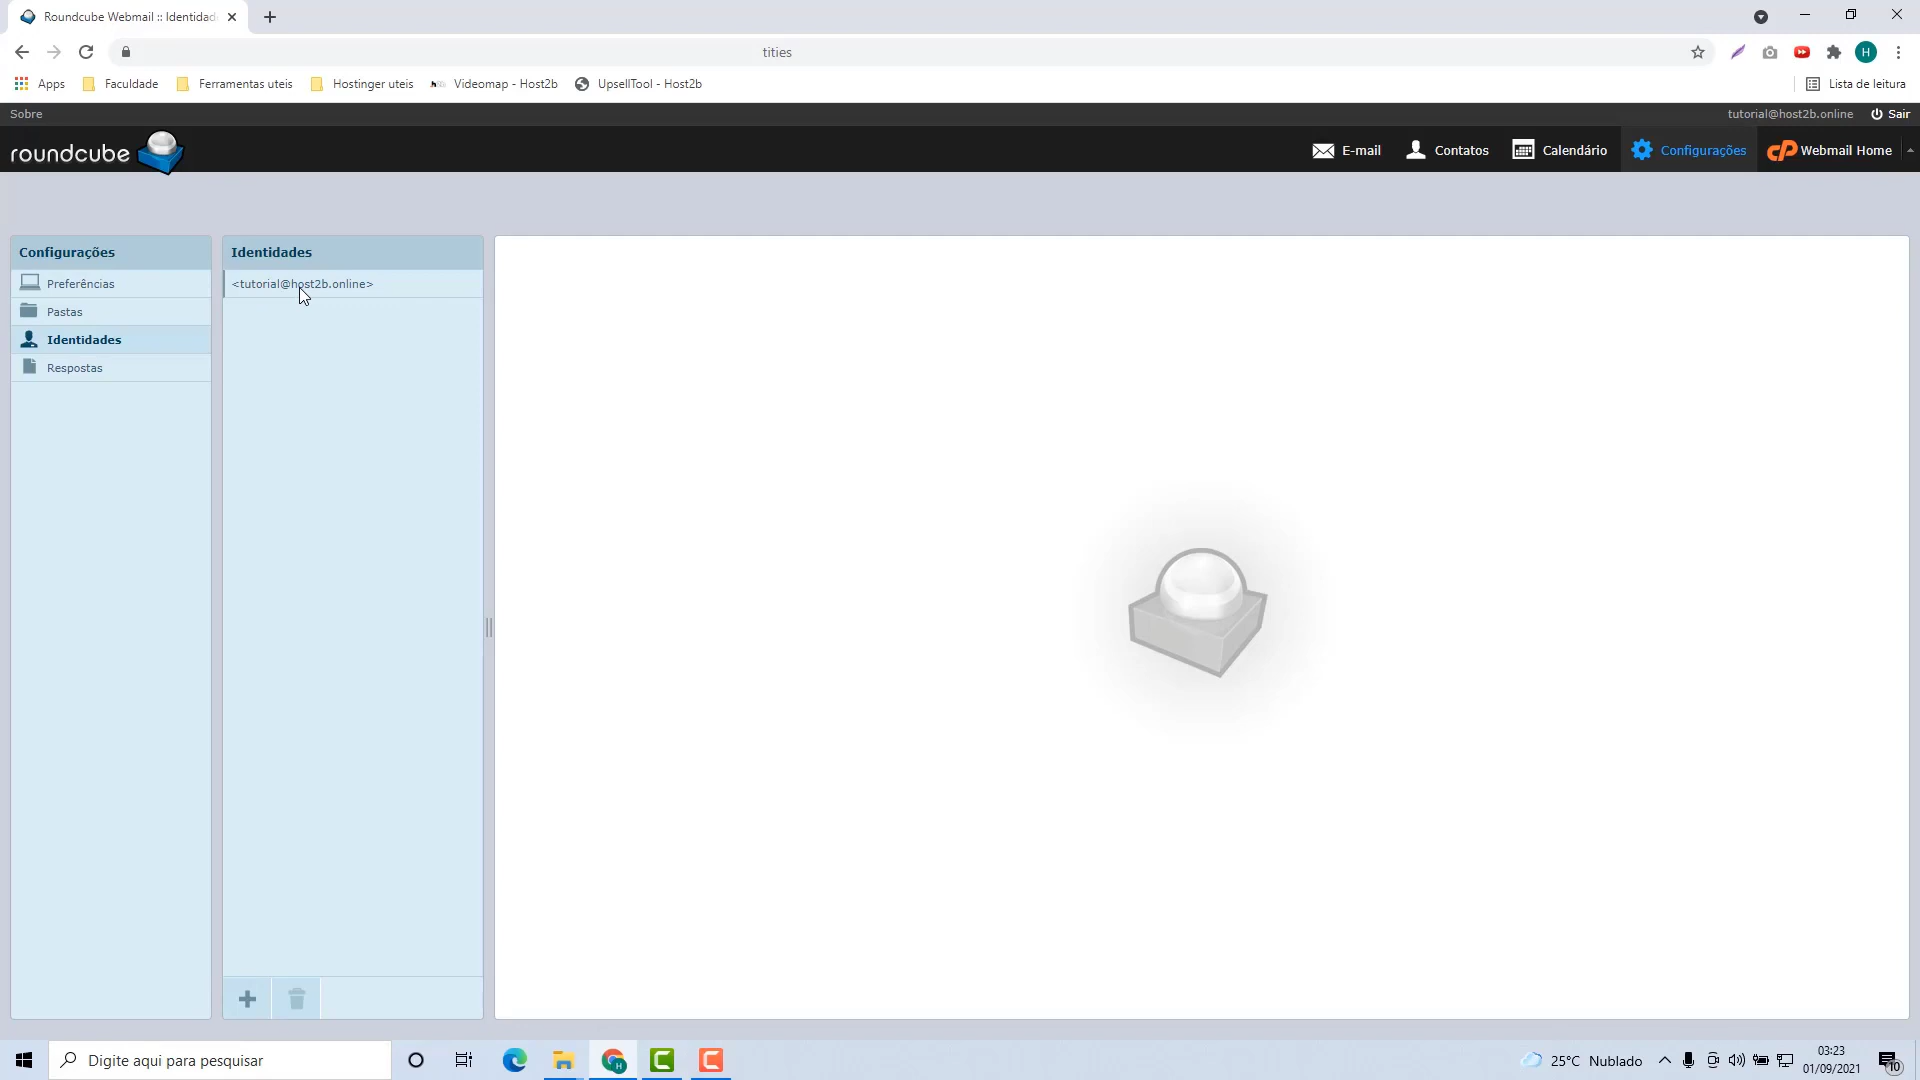 Roundcube Webmail :: Identidad
tities
Apps
Faculdade
Ferramentas uteis
Hostinger uteis
Videomap - Host2b
UpsellTool - Host2b
Lista de leitura
H
Sobre
tutorial@host2b.online
Sair
roundcube
E-mail
Contatos
Calendário
Configurações
cP Webmail Home
Configurações
Preferências
Pastas
Identidades
Respostas
Identidades
<tutorial@host2b.online>
Digite aqui para pesquisar
25°C Nublado
03:23
01/09/2021
10